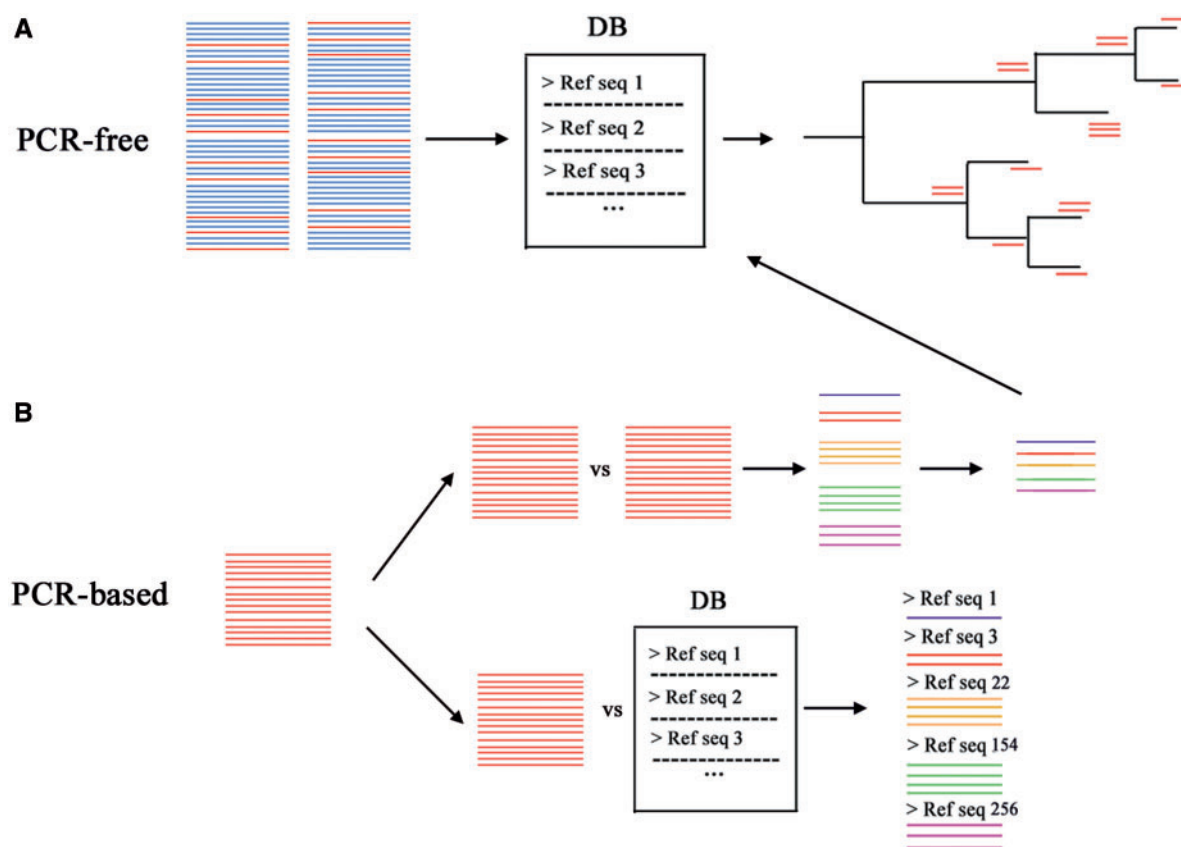 A
PCR-free
DB
> Ref seq 1
> Ref seq 2
> Ref seq 3
...
B
PCR-based
vs
vs
DB
> Ref seq 1
> Ref seq 2
> Ref seq 3
...
> Ref seq 1
> Ref seq 3
> Ref seq 22
> Ref seq 154
> Ref seq 256